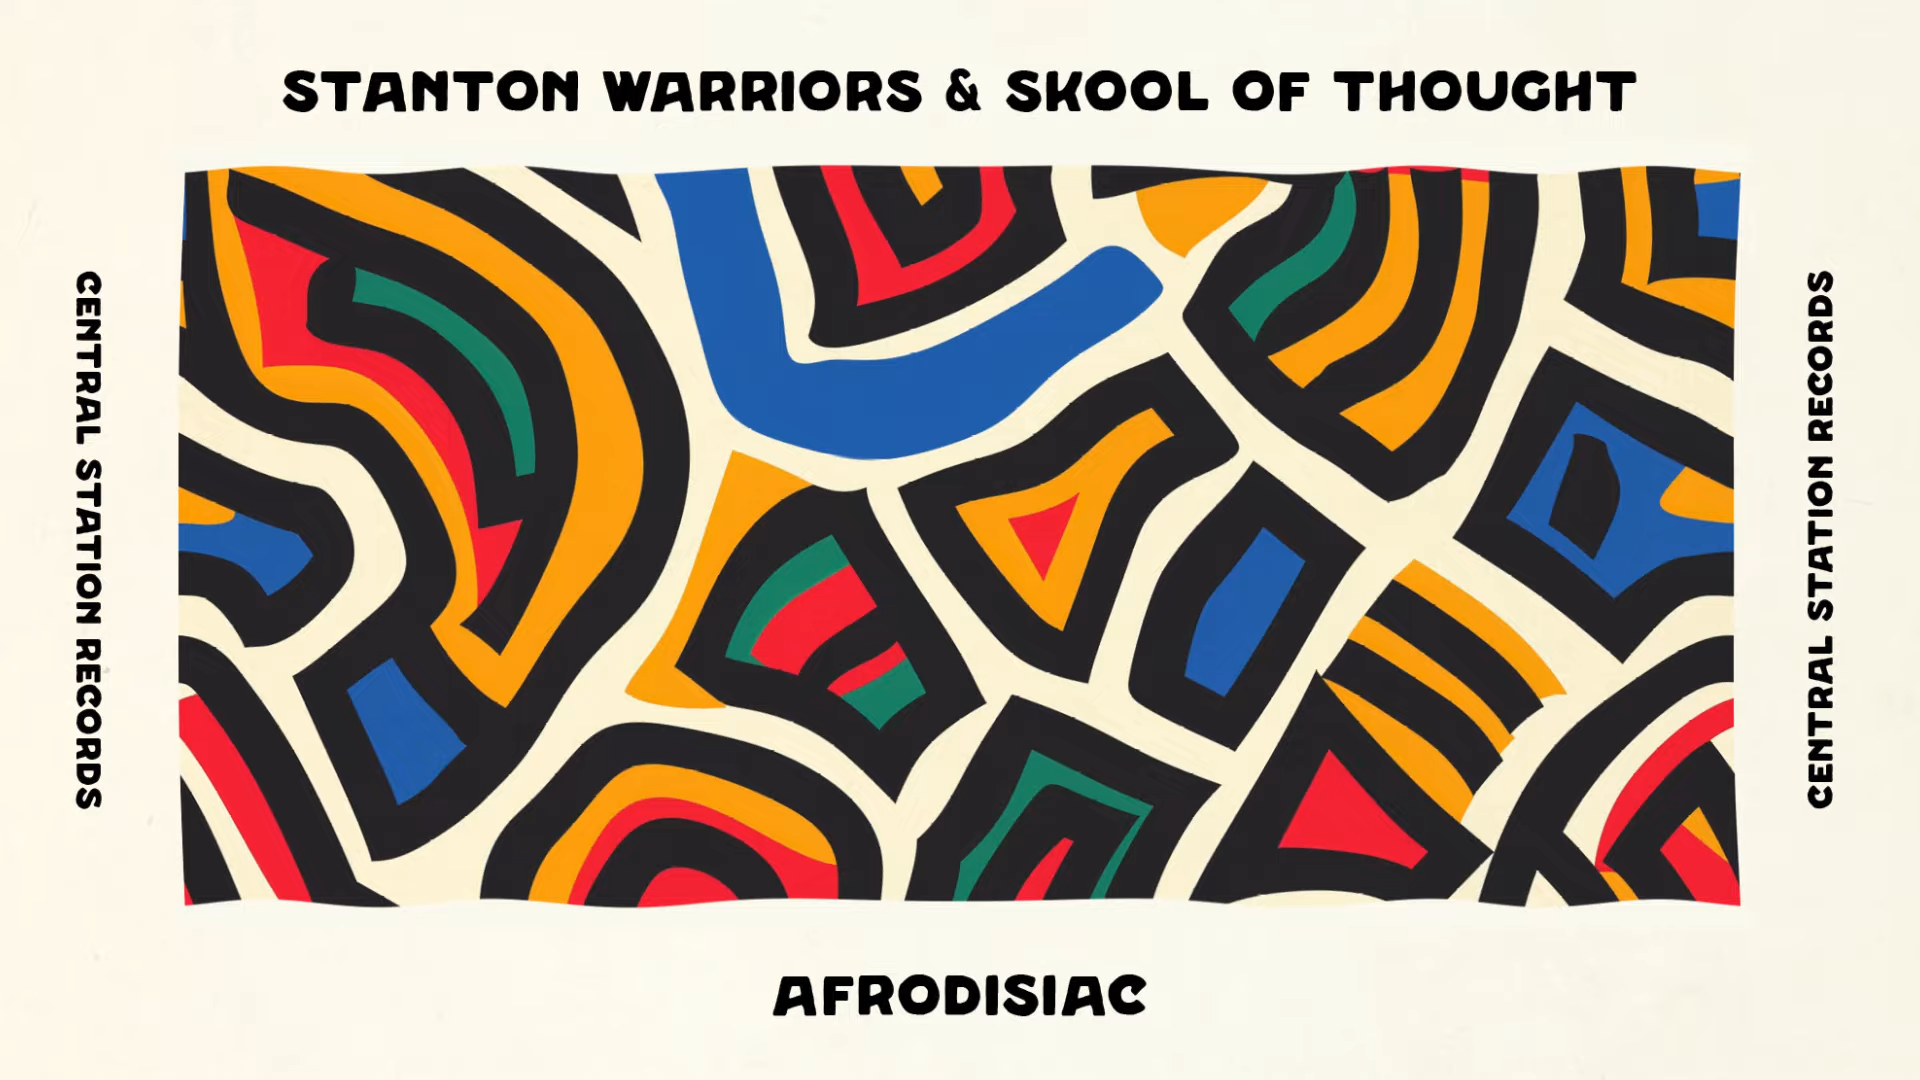 STANTON WARRIORS & SKOOL OF THOUGHT
CENTRAL STATION RECORDS
CENTRAL STATION RECORDS
AFRODISIAC